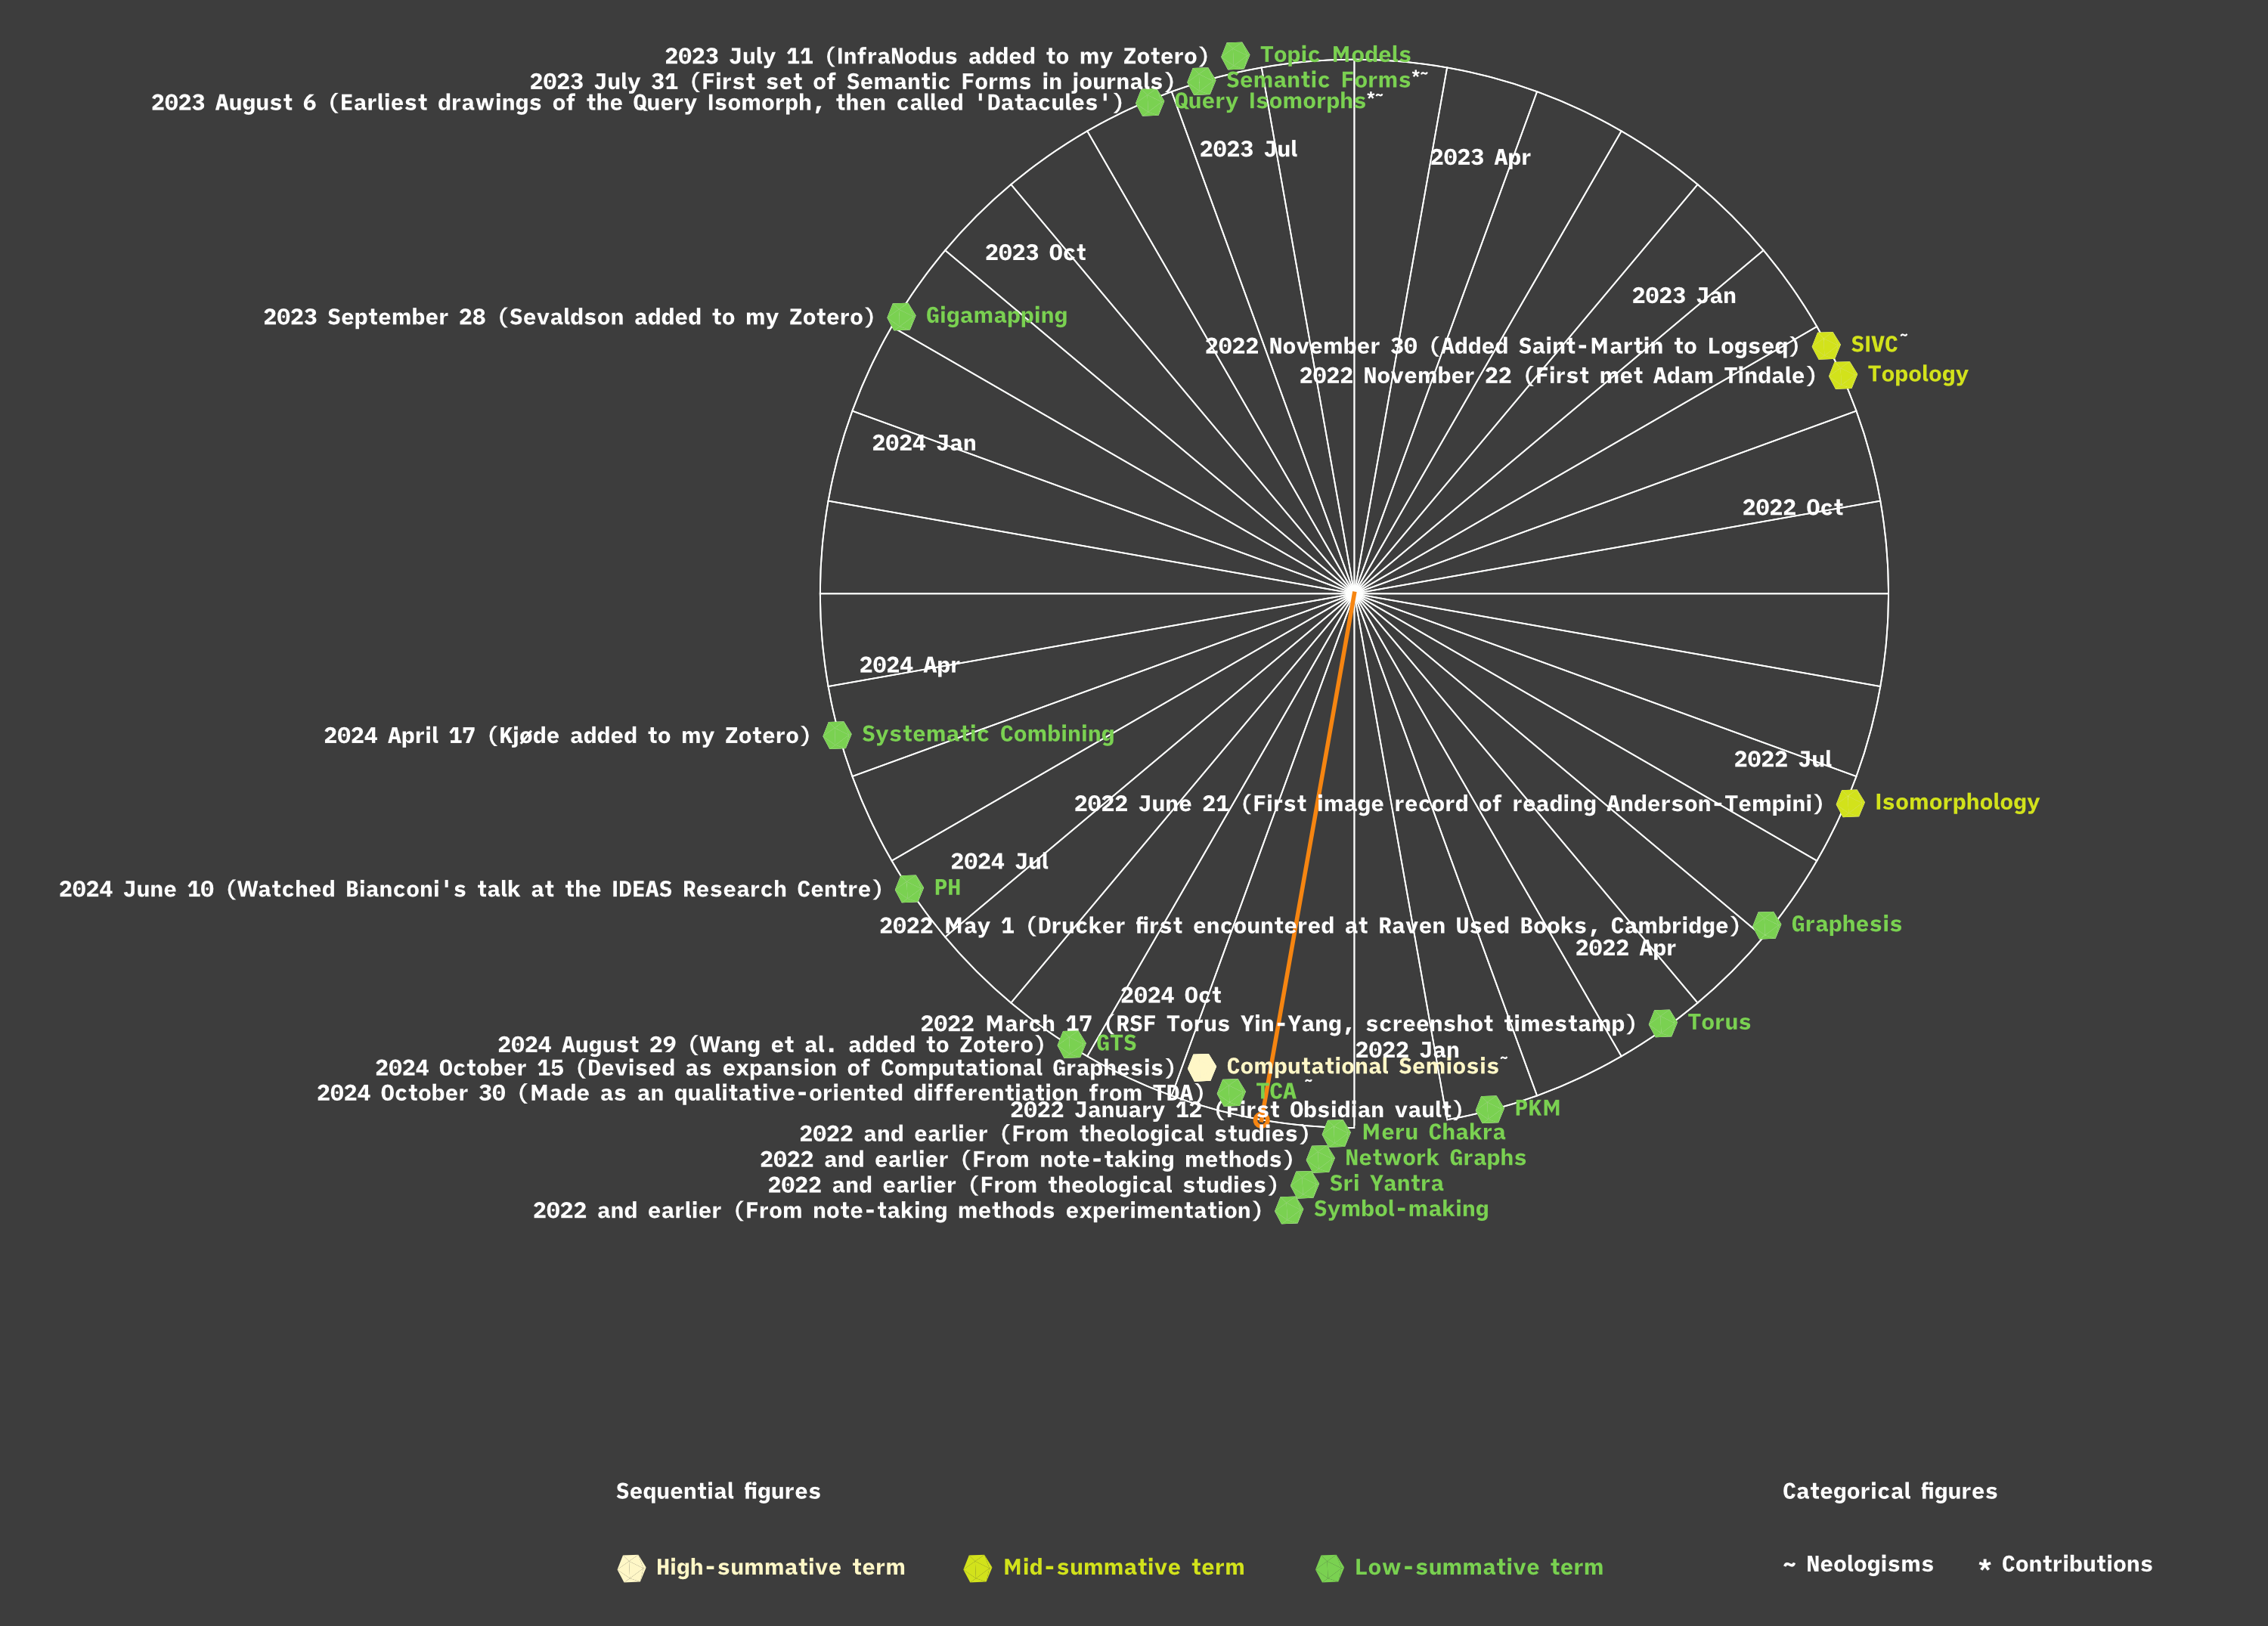 2023 July 11 (InfraNodus added to my Zotero) Topic Models
2023 July 31 (First set of Semantic Forms in journals) Semantic Forms*~
2023 August 6 (Earliest drawings of the Query Isomorph, then called 'Datacules') Query Isomorphs*~
2023 Jul
2023 Apr
2023 Oct
2023 Jan
2023 September 28 (Sevaldson added to my Zotero) Gigamapping
2022 November 30 (Added Saint-Martin to Logseq) SIVC~
2022 November 22 (First met Adam Tindale) Topology
2024 Jan
2022 Oct
2024 Apr
2024 April 17 (Kjøde added to my Zotero) Systematic Combining
2022 Jul
2022 June 21 (First image record of reading Anderson-Tempini) Isomorphology
2024 Jul
2024 June 10 (Watched Bianconi's talk at the IDEAS Research Centre) PH
2022 May 1 (Drucker first encountered at Raven Used Books, Cambridge) Graphesis
2022 Apr
2024 Oct
2022 March 17 (RSF Torus Yin-Yang, screenshot timestamp) Torus
2024 August 29 (Wang et al. added to Zotero) GTS
2022 Jan
2024 October 15 (Devised as expansion of Computational Graphesis) Computational Semiosis~
2024 October 30 (Made as an qualitative-oriented differentiation from TDA) TCA~
2022 January 12 (First Obsidian vault) PKM
2022 and earlier (From theological studies) Meru Chakra
2022 and earlier (From note-taking methods) Network Graphs
2022 and earlier (From theological studies) Sri Yantra
2022 and earlier (From note-taking methods experimentation) Symbol-making
Sequential figures
Categorical figures
High-summative term
Mid-summative term
Low-summative term
~ Neologisms
* Contributions